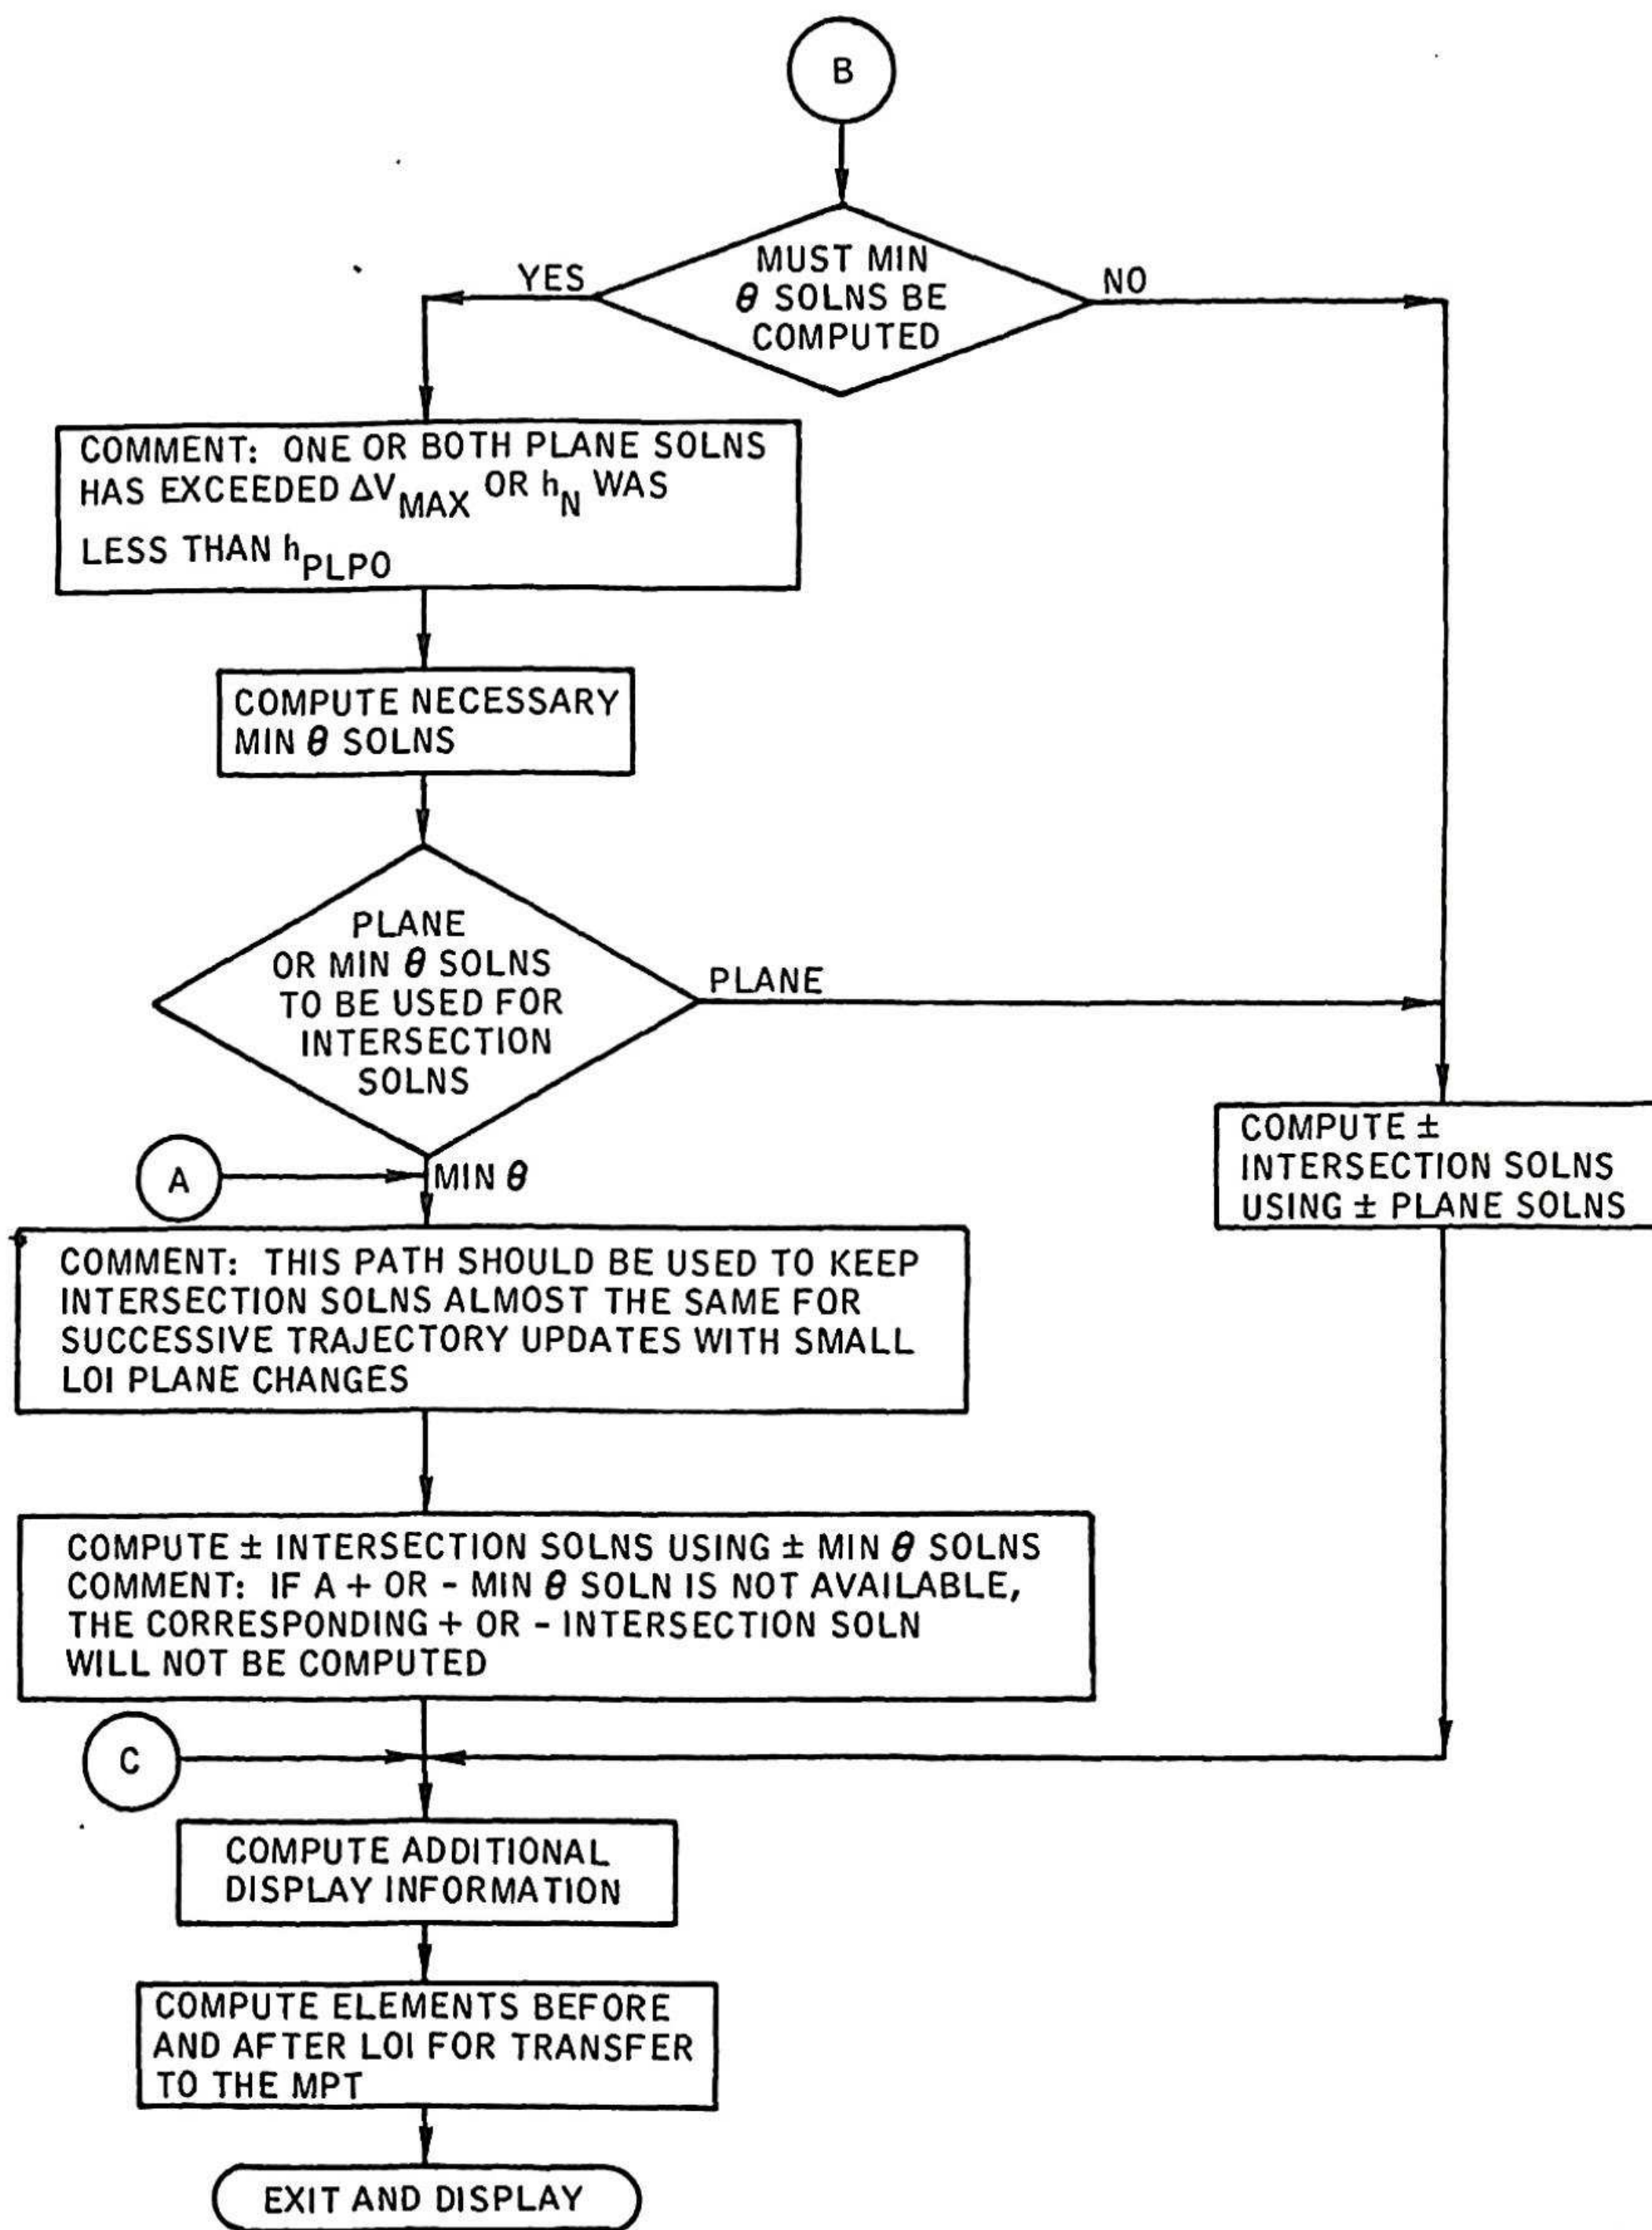 B
MUST MIN
θ SOLNS BE
COMPUTED
YES
NO
COMMENT: ONE OR BOTH PLANE SOLNS
HAS EXCEEDED ΔV_MAX OR h_N WAS
LESS THAN h_PLPO
COMPUTE NECESSARY
MIN θ SOLNS
PLANE
OR MIN θ SOLNS
TO BE USED FOR
INTERSECTION
SOLNS
PLANE
A
MIN θ
COMPUTE ±
INTERSECTION SOLNS
USING ± PLANE SOLNS
COMMENT: THIS PATH SHOULD BE USED TO KEEP
INTERSECTION SOLNS ALMOST THE SAME FOR
SUCCESSIVE TRAJECTORY UPDATES WITH SMALL
LOI PLANE CHANGES
COMPUTE ± INTERSECTION SOLNS USING ± MIN θ SOLNS
COMMENT: IF A + OR - MIN θ SOLN IS NOT AVAILABLE,
THE CORRESPONDING + OR - INTERSECTION SOLN
WILL NOT BE COMPUTED
C
COMPUTE ADDITIONAL
DISPLAY INFORMATION
COMPUTE ELEMENTS BEFORE
AND AFTER LOI FOR TRANSFER
TO THE MPT
EXIT AND DISPLAY